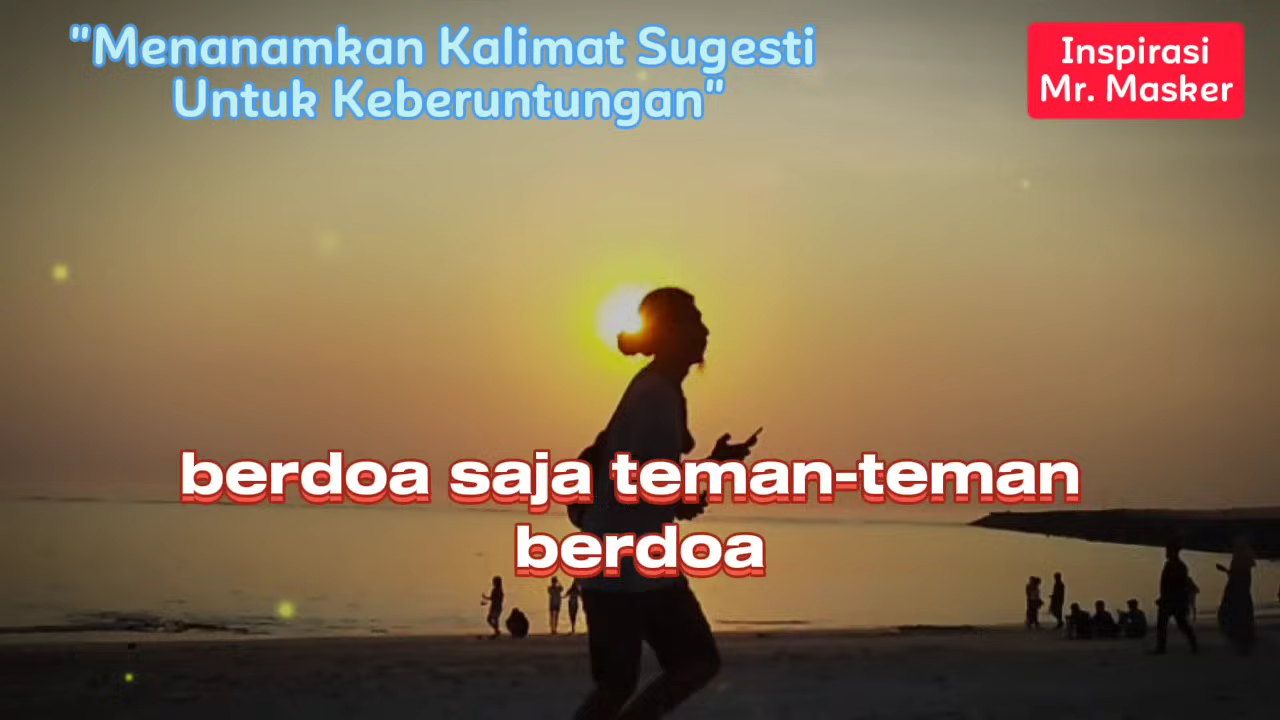 "Menanamkan Kalimat Sugesti
Untuk Keberuntungan"
Inspirasi
Mr. Masker
berdoa saja teman-teman
berdoa